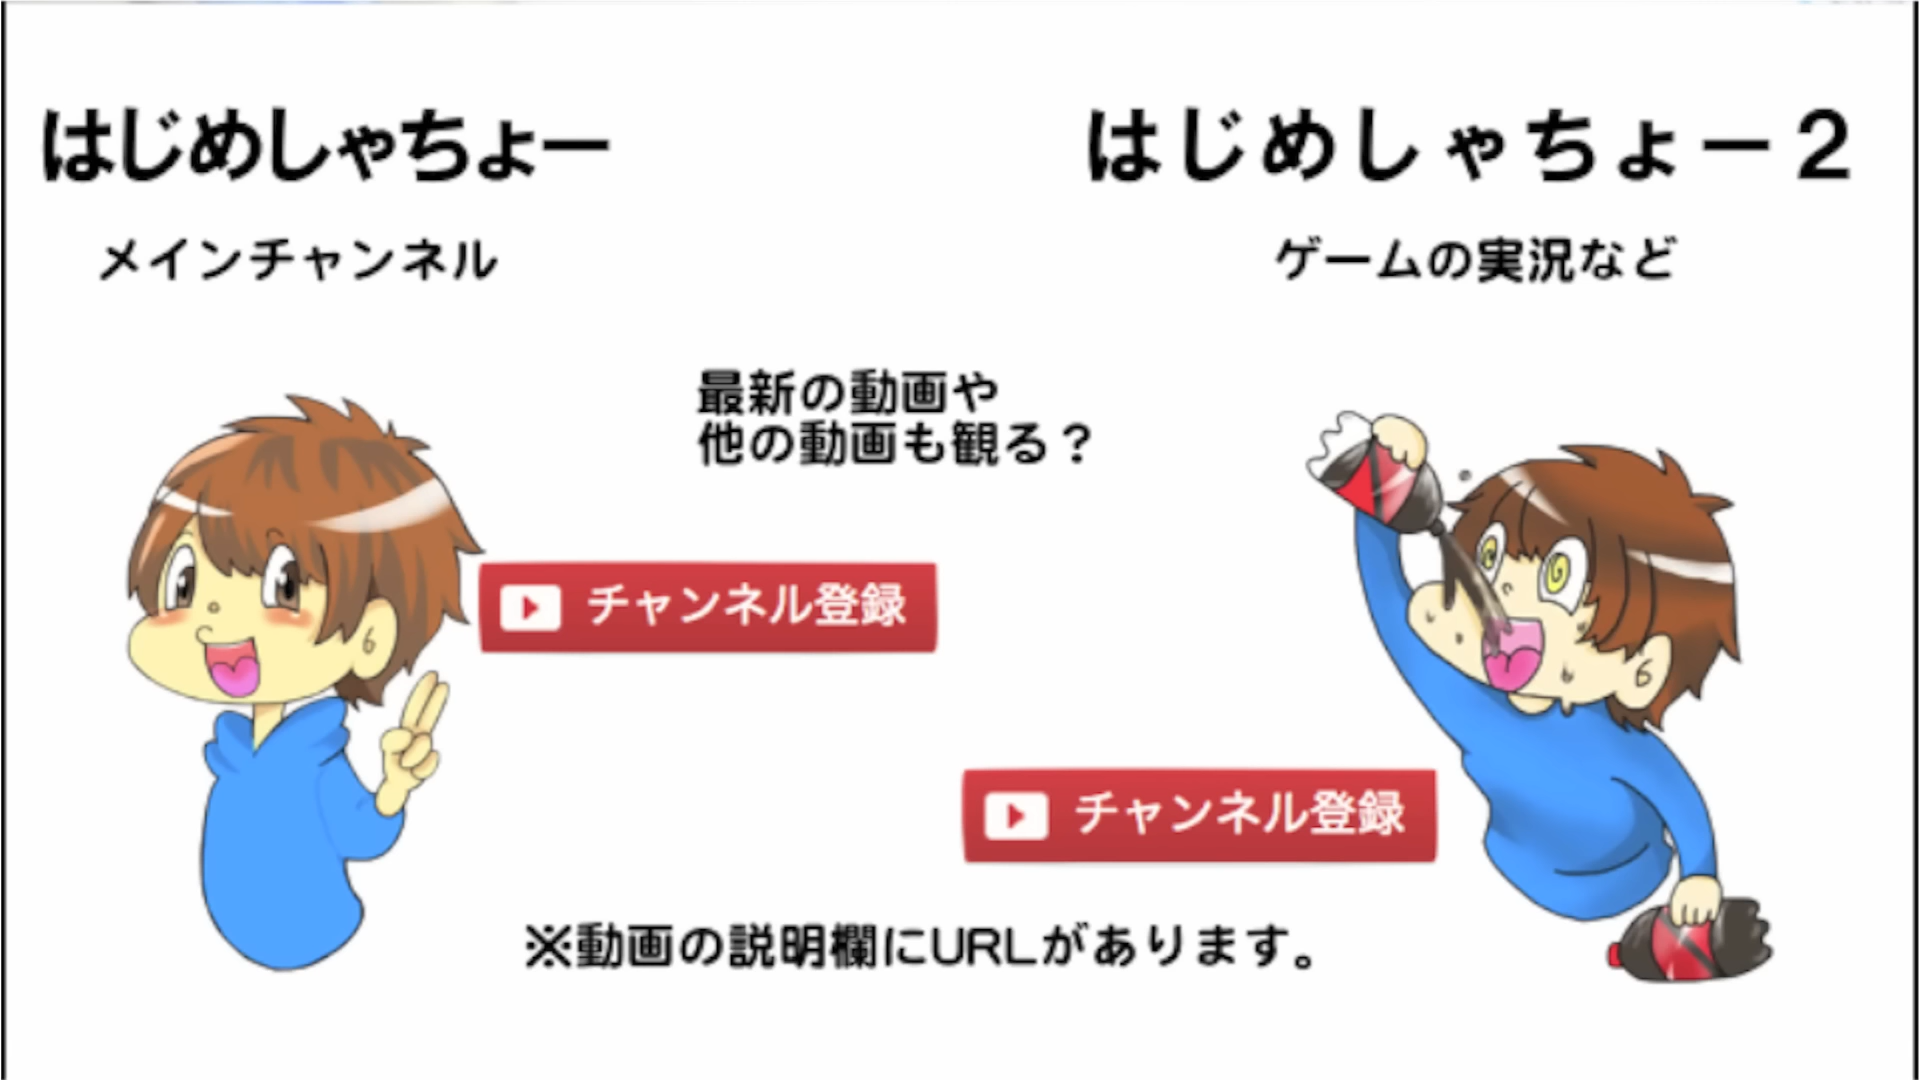 はじめしゃちょー
はじめしゃちょー２
メインチャンネル
ゲームの実況など
最新の動画や
他の動画も観る？
チャンネル登録
チャンネル登録
※動画の説明欄にURLがあります。